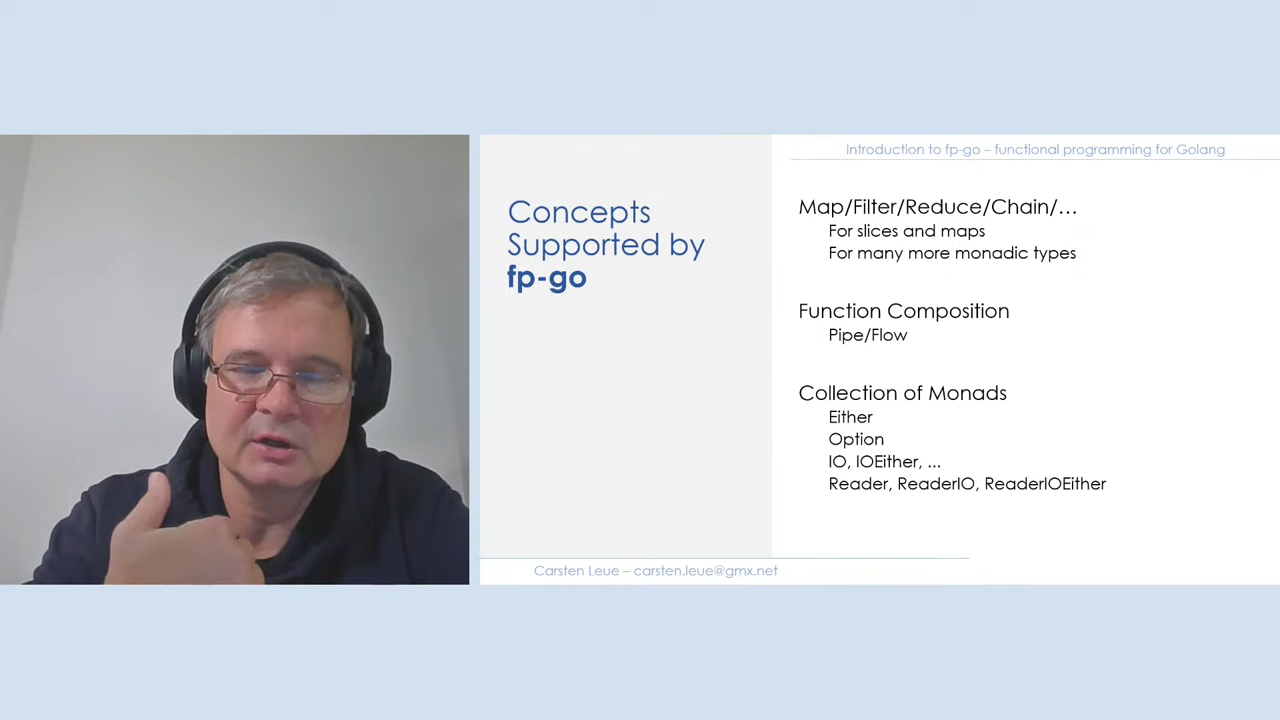 Introduction to fp-go – functional programming for Golang
Concepts
Supported by
fp-go
Map/Filter/Reduce/Chain/…
For slices and maps
For many more monadic types
Function Composition
Pipe/Flow
Collection of Monads
Either
Option
IO, IOEither, ...
Reader, ReaderIO, ReaderIOEither
Carsten Leue – carsten.leue@gmx.net